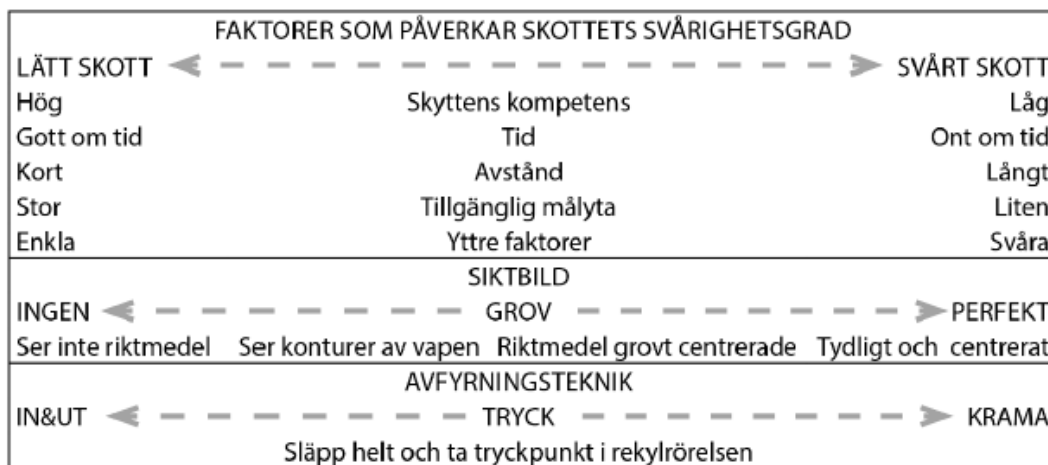 FAKTORER SOM PÅVERKAR SKOTTETS SVÅRIGHETSGRAD
LÄTT SKOTT SVÅRT SKOTT
Hög Skyttens kompetens Låg
Gott om tid Tid Ont om tid
Kort Avstånd Långt
Stor Tillgänglig målyta Liten
Enkla Yttre faktorer Svåra
SIKTBILD
INGEN GROV PERFEKT
Ser inte riktmedel Ser konturer av vapen Riktmedel grovt centrerade Tydligt och centrerat
AVFYRNINGSTEKNIK
IN&UT TRYCK KRAMA
Släpp helt och ta tryckpunkt i rekylrörelsen